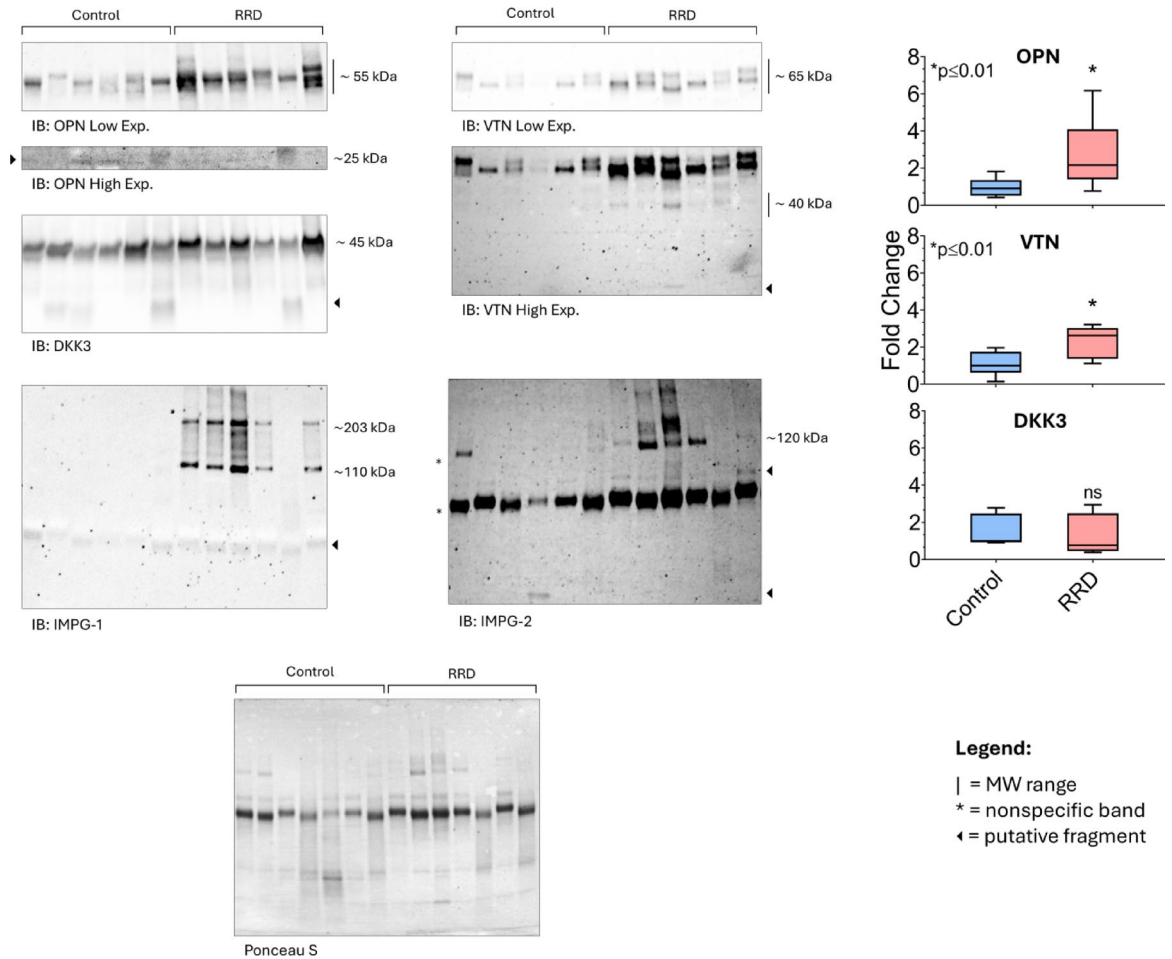 Control RRD
~ 55 kDa
IB: OPN Low Exp.
~25 kDa
IB: OPN High Exp.
~ 45 kDa
IB: DKK3
~203 kDa
~110 kDa
IB: IMPG-1
Control RRD
~ 65 kDa
IB: VTN Low Exp.
~ 40 kDa
IB: VTN High Exp.
~120 kDa
*
*
IB: IMPG-2
Fold Change
OPN
*p≤0.01
*
8
6
4
2
0
VTN
*p≤0.01
*
8
6
4
2
0
DKK3
ns
8
6
4
2
0
Control RRD
Control RRD
Ponceau S
Legend:
| = MW range
* = nonspecific band
◂ = putative fragment